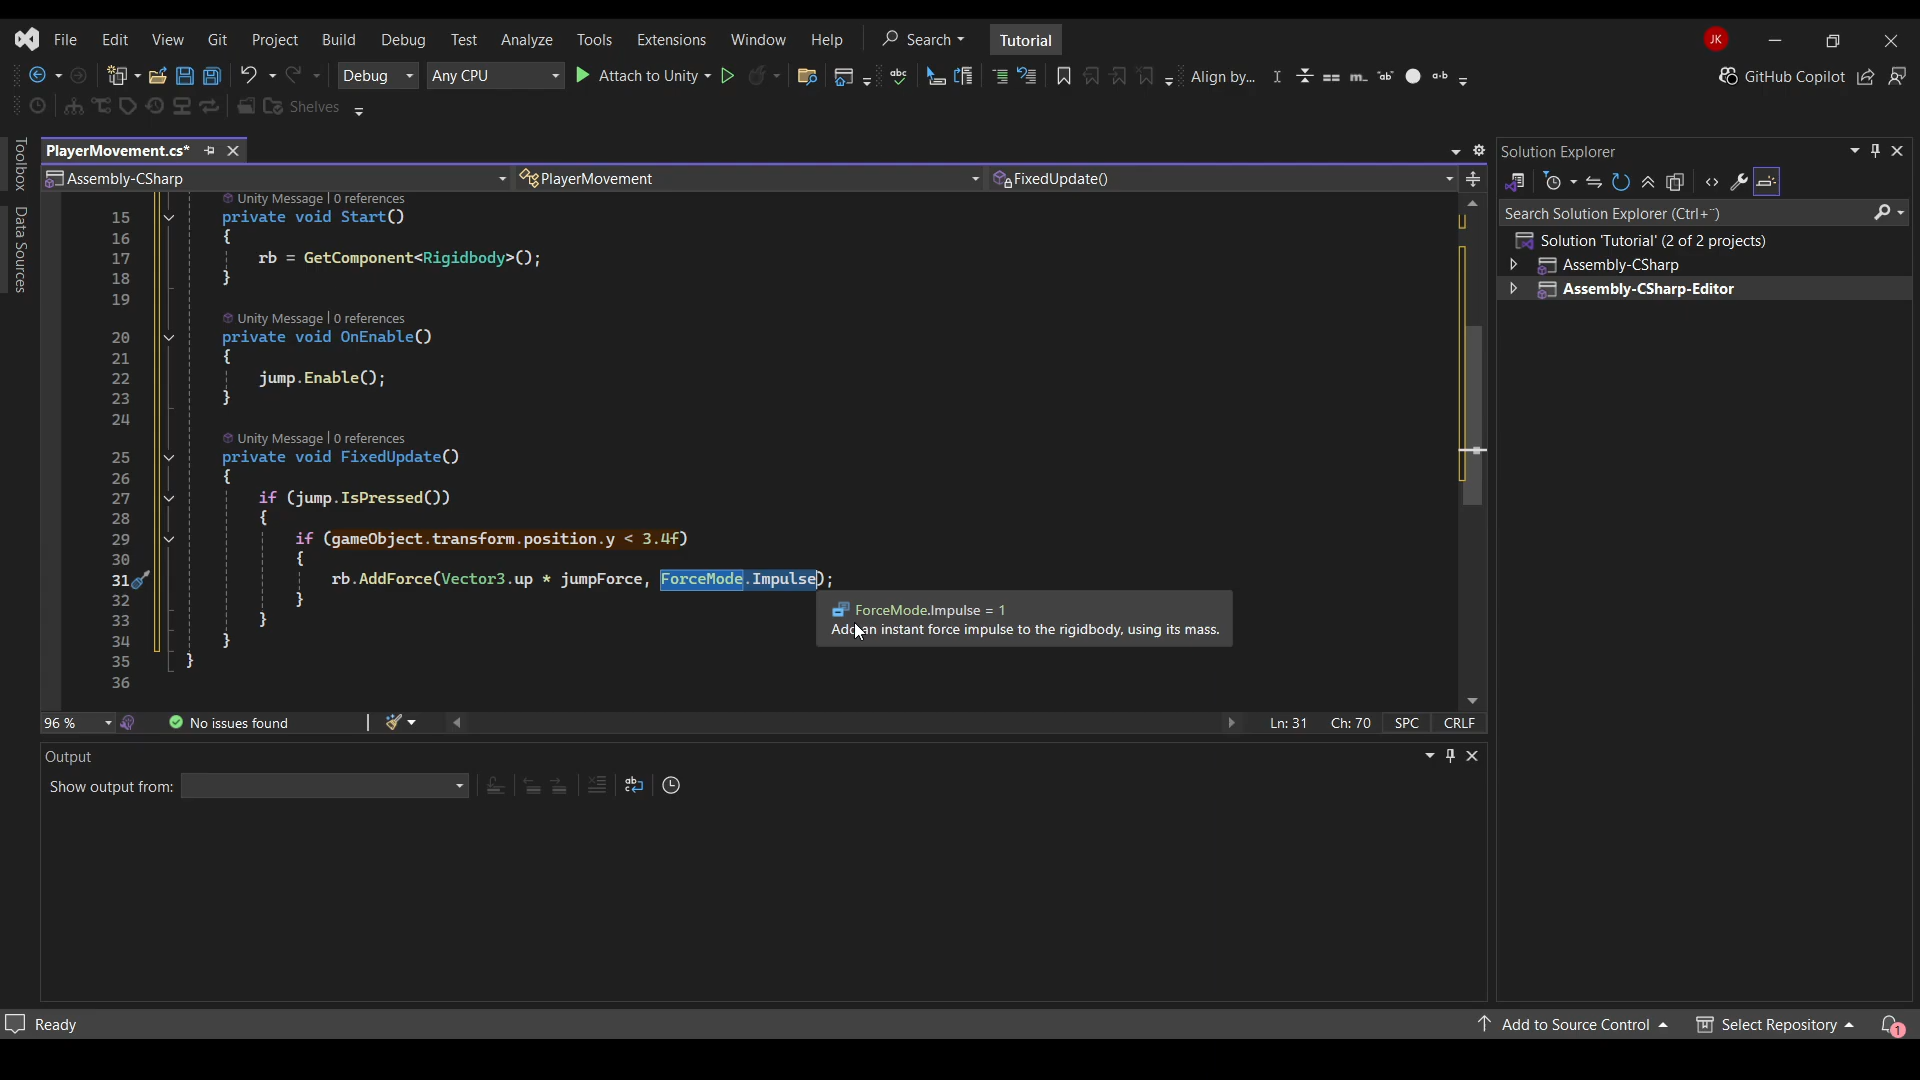 File Edit View Git Project Build Debug Test Analyze Tools Extensions Window Help Search Tutorial JK
Debug Any CPU Attach to Unity Align by... GitHub Copilot
Shelves
Toolbox
Data Sources
PlayerMovement.cs*
Assembly-CSharp PlayerMovement FixedUpdate()
Unity Message | 0 references
15 private void Start()
16 {
17 rb = GetComponent<Rigidbody>();
18 }
19
Unity Message | 0 references
20 private void OnEnable()
21 {
22 jump.Enable();
23 }
24
Unity Message | 0 references
25 private void FixedUpdate()
26 {
27 if (jump.IsPressed())
28 {
29 if (gameObject.transform.position.y < 3.4f)
30 {
31 rb.AddForce(Vector3.up * jumpForce, ForceMode.Impulse);
32 }
33 }
34 }
35 }
36
ForceMode.Impulse = 1
Add an instant force impulse to the rigidbody, using its mass.
96 % No issues found Ln: 31 Ch: 70 SPC CRLF
Output
Show output from:
Solution Explorer
Search Solution Explorer (Ctrl+¨)
Solution 'Tutorial' (2 of 2 projects)
Assembly-CSharp
Assembly-CSharp-Editor
Ready Add to Source Control Select Repository 1